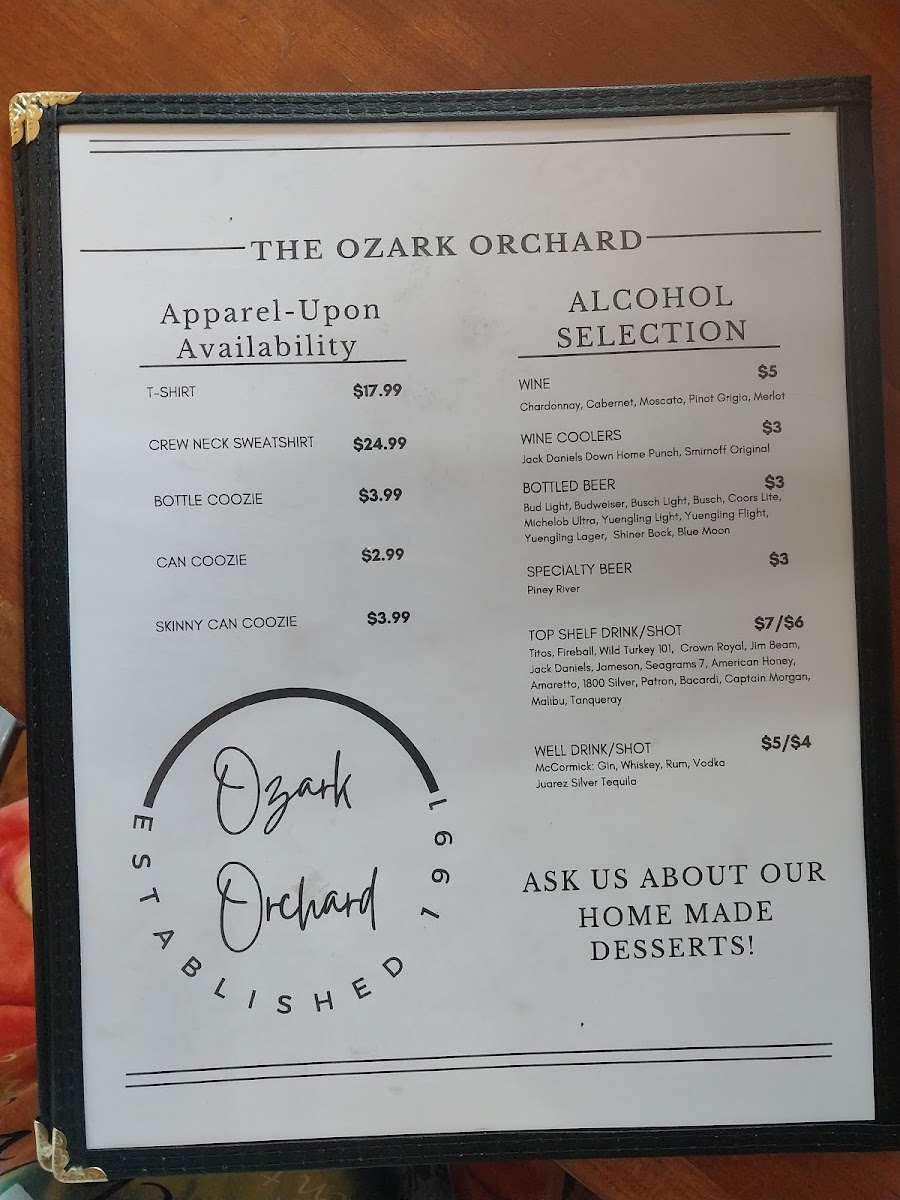 THE OZARK ORCHARD
Apparel-Upon
Availability
T-SHIRT $17.99
CREW NECK SWEATSHIRT $24.99
BOTTLE COOZIE $3.99
CAN COOZIE $2.99
SKINNY CAN COOZIE $3.99
Ozark
Orchard
ESTABLISHED 1991
ALCOHOL
SELECTION
WINE $5
Chardonnay, Cabernet, Moscato, Pinot Grigio, Merlot
WINE COOLERS $3
Jack Daniels Down Home Punch, Smirnoff Original
BOTTLED BEER $3
Bud Light, Budweiser, Busch Light, Busch, Coors Lite,
Michelob Ultra, Yuengling Light, Yuengling Flight,
Yuengling Lager, Shiner Bock, Blue Moon
SPECIALTY BEER $3
Piney River
TOP SHELF DRINK/SHOT $7/$6
Titos, Fireball, Wild Turkey 101, Crown Royal, Jim Beam,
Jack Daniels, Jameson, Seagrams 7, American Honey,
Amaretto, 1800 Silver, Patron, Bacardi, Captain Morgan,
Malibu, Tanqueray
WELL DRINK/SHOT $5/$4
McCormick: Gin, Whiskey, Rum, Vodka
Juarez Silver Tequila
ASK US ABOUT OUR
HOME MADE
DESSERTS!